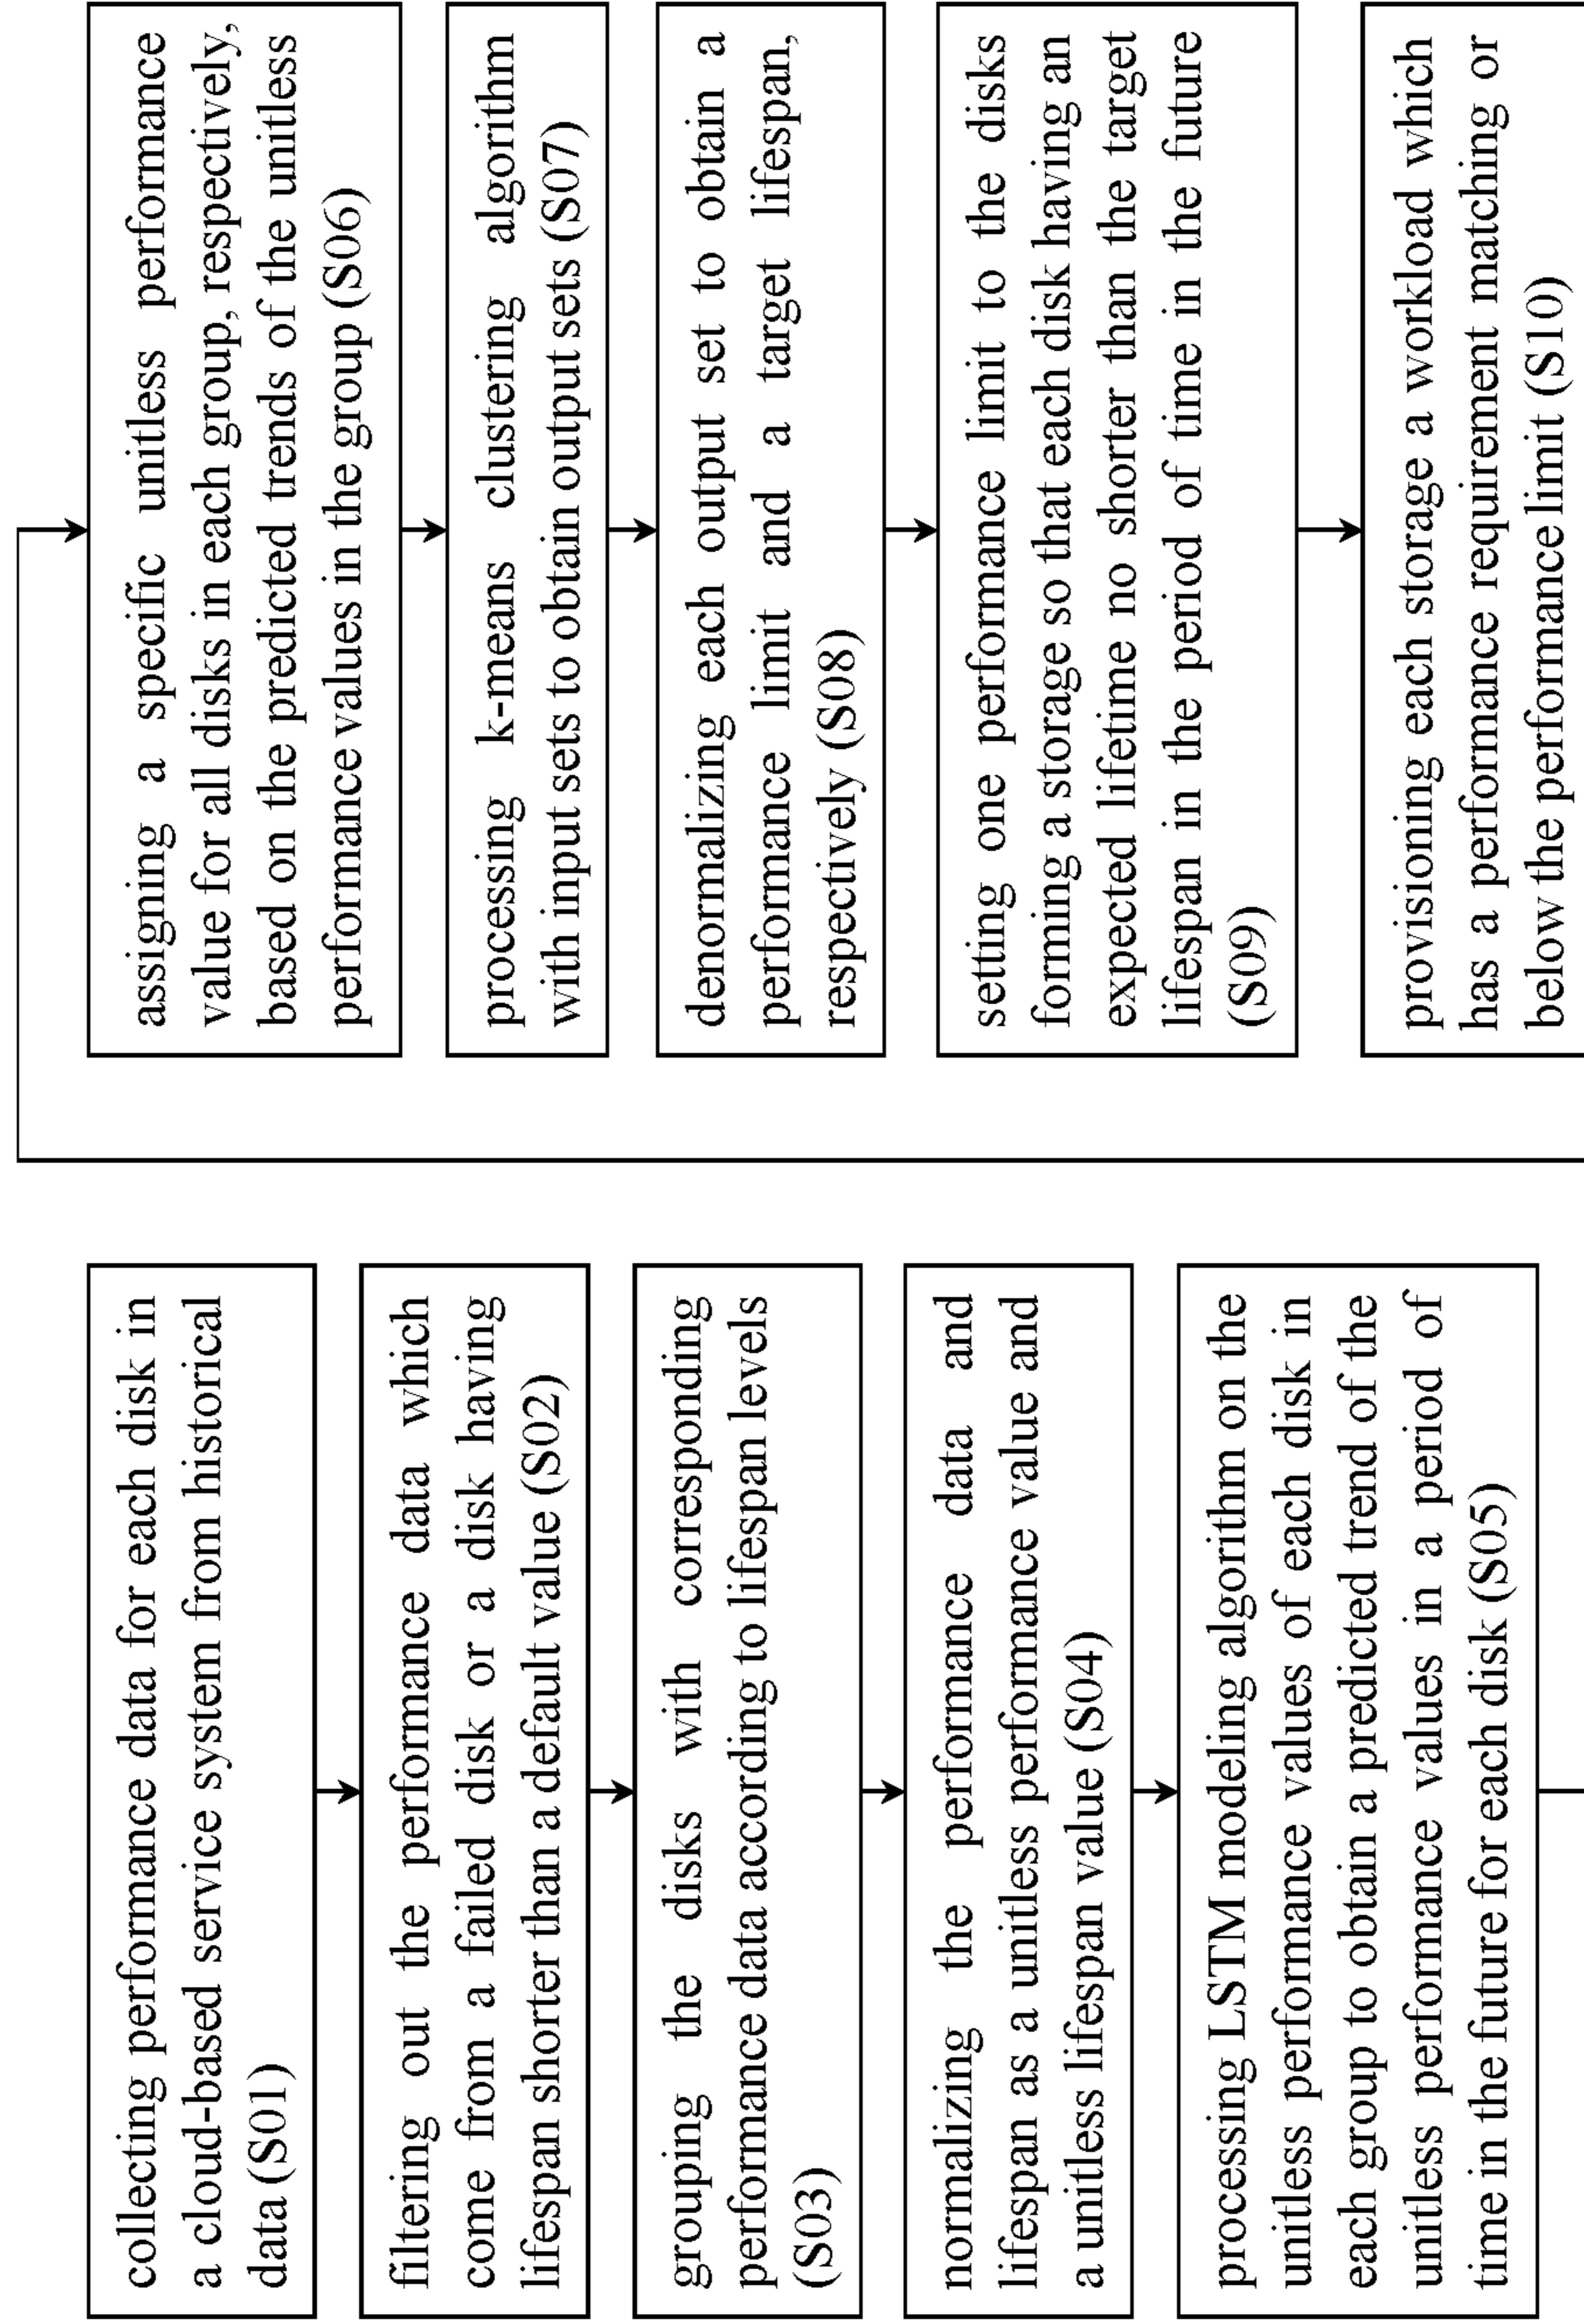 collecting performance data for each disk in
a cloud-based service system from historical
data (S01)
filtering out the performance data which
come from a failed disk or a disk having
lifespan shorter than a default value (S02)
grouping the disks with corresponding
performance data according to lifespan levels
(S03)
normalizing the performance data and
lifespan as a unitless performance value and
a unitless lifespan value (S04)
processing LSTM modeling algorithm on the
unitless performance values of each disk in
each group to obtain a predicted trend of the
unitless performance values in a period of
time in the future for each disk (S05)
assigning a specific unitless performance
value for all disks in each group, respectively,
based on the predicted trends of the unitless
performance values in the group (S06)
processing k-means clustering algorithm
with input sets to obtain output sets (S07)
denormalizing each output set to obtain a
performance limit and a target lifespan,
respectively (S08)
setting one performance limit to the disks
forming a storage so that each disk having an
expected lifetime no shorter than the target
lifespan in the period of time in the future
(S09)
provisioning each storage a workload which
has a performance requirement matching or
below the performance limit (S10)